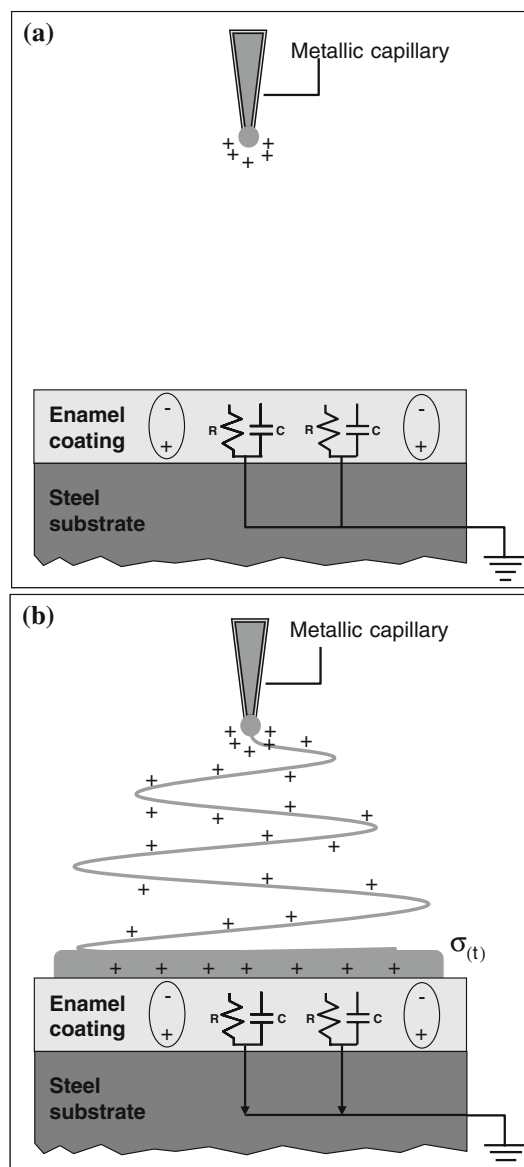 (a)
Metallic capillary
+ +
+ +
+
Enamel
coating
-
+
R
C
R
C
-
+
Steel
substrate
(b)
Metallic capillary
+ + +
+ + +
+
+ + +
+ + +
+ +
+ + +
+ + +
+ +
σ(t)
+ + + + + + +
Enamel
coating
-
+
R
C
R
C
-
+
Steel
substrate